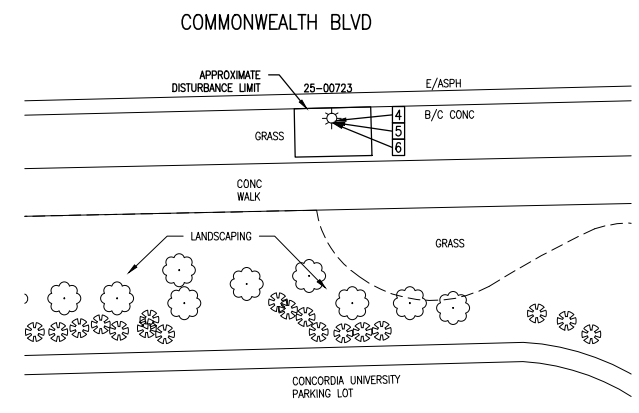 COMMONWEALTH BLVD
APPROXIMATE
DISTURBANCE LIMIT
25-00723
E/ASPH
4
B/C CONC
5
GRASS
6
CONC
WALK
LANDSCAPING
GRASS
CONCORDIA UNIVERSITY
PARKING LOT